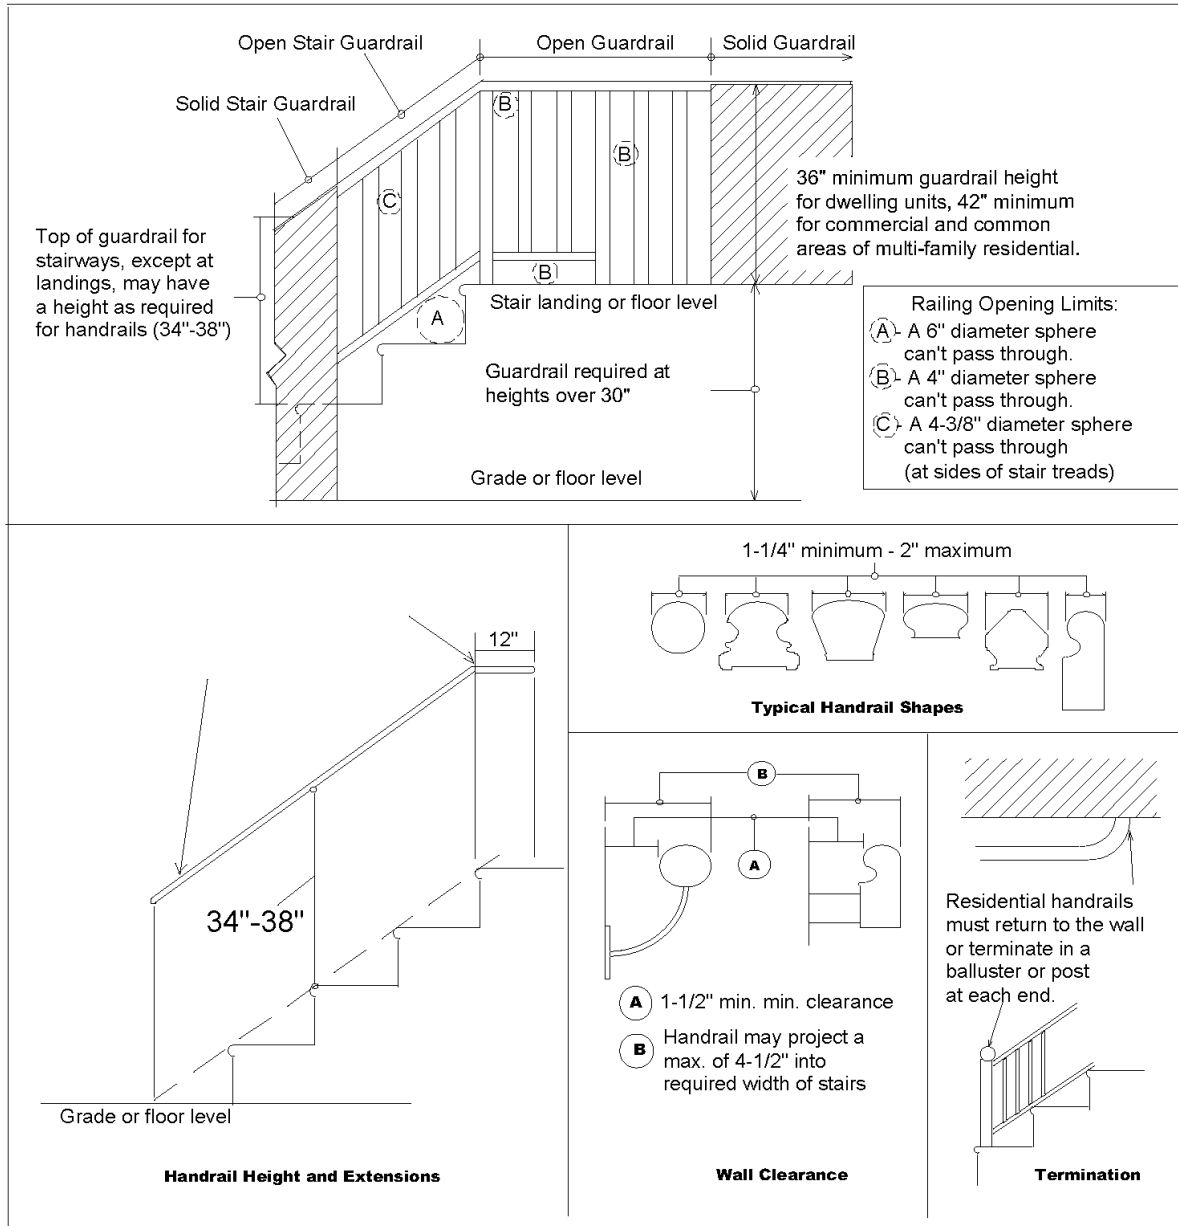 Open Stair Guardrail
Open Guardrail
Solid Guardrail
Solid Stair Guardrail
B
B
C
B
A
36" minimum guardrail height
for dwelling units, 42" minimum
for commercial and common
areas of multi-family residential.
Top of guardrail for
stairways, except at
landings, may have
a height as required
for handrails (34"-38")
Stair landing or floor level
Guardrail required at
heights over 30"
Grade or floor level
Railing Opening Limits:
A - A 6" diameter sphere
can't pass through.
B - A 4" diameter sphere
can't pass through.
C - A 4-3/8" diameter sphere
can't pass through
(at sides of stair treads)
12"
34"-38"
Grade or floor level
Handrail Height and Extensions
1-1/4" minimum - 2" maximum
Typical Handrail Shapes
B
A
A 1-1/2" min. min. clearance
B Handrail may project a
max. of 4-1/2" into
required width of stairs
Wall Clearance
Residential handrails
must return to the wall
or terminate in a
balluster or post
at each end.
Termination